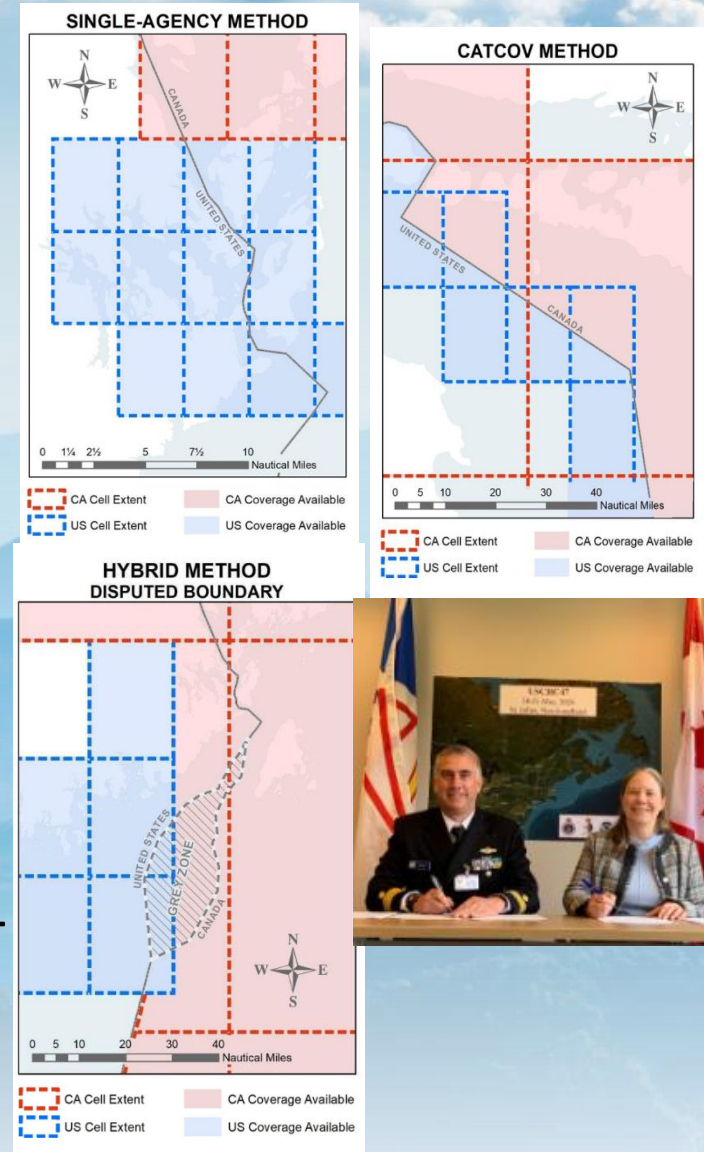 SINGLE-AGENCY METHOD
N
W E
S
CANADA
UNITED STATES
0 1¼ 2½ 5 7½ 10
Nautical Miles
CA Cell Extent CA Coverage Available
US Cell Extent US Coverage Available
CATCOV METHOD
N
W E
S
UNITED STATES
CANADA
0 5 10 20 30 40
Nautical Miles
CA Cell Extent CA Coverage Available
US Cell Extent US Coverage Available
HYBRID METHOD
DISPUTED BOUNDARY
UNITED STATES
GREY ZONE
CANADA
N
W E
S
0 5 10 20 30 40
Nautical Miles
CA Cell Extent CA Coverage Available
US Cell Extent US Coverage Available
USCHC47